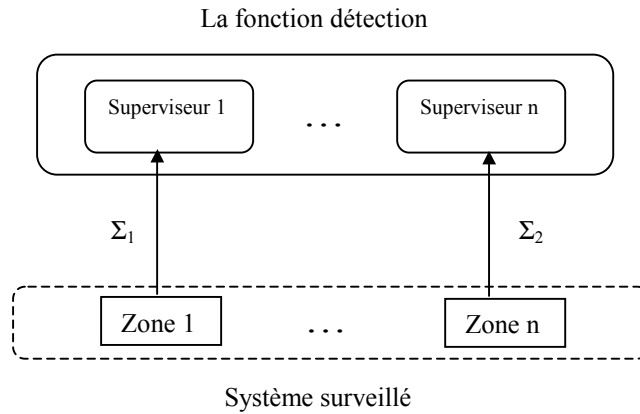 La fonction détection
Superviseur 1 ... Superviseur n
Σ1 Σ2
Zone 1 ... Zone n
Système surveillé